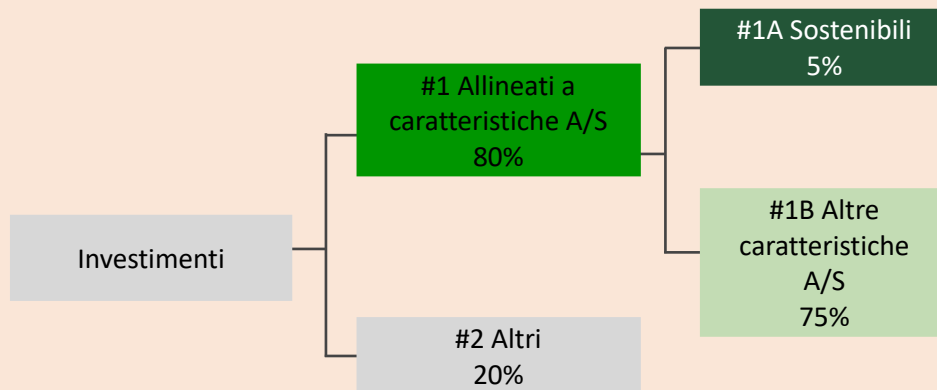 #1A Sostenibili
5%
#1 Allineati a
caratteristiche A/S
80%
#1B Altre
caratteristiche
A/S
75%
Investimenti
#2 Altri
20%